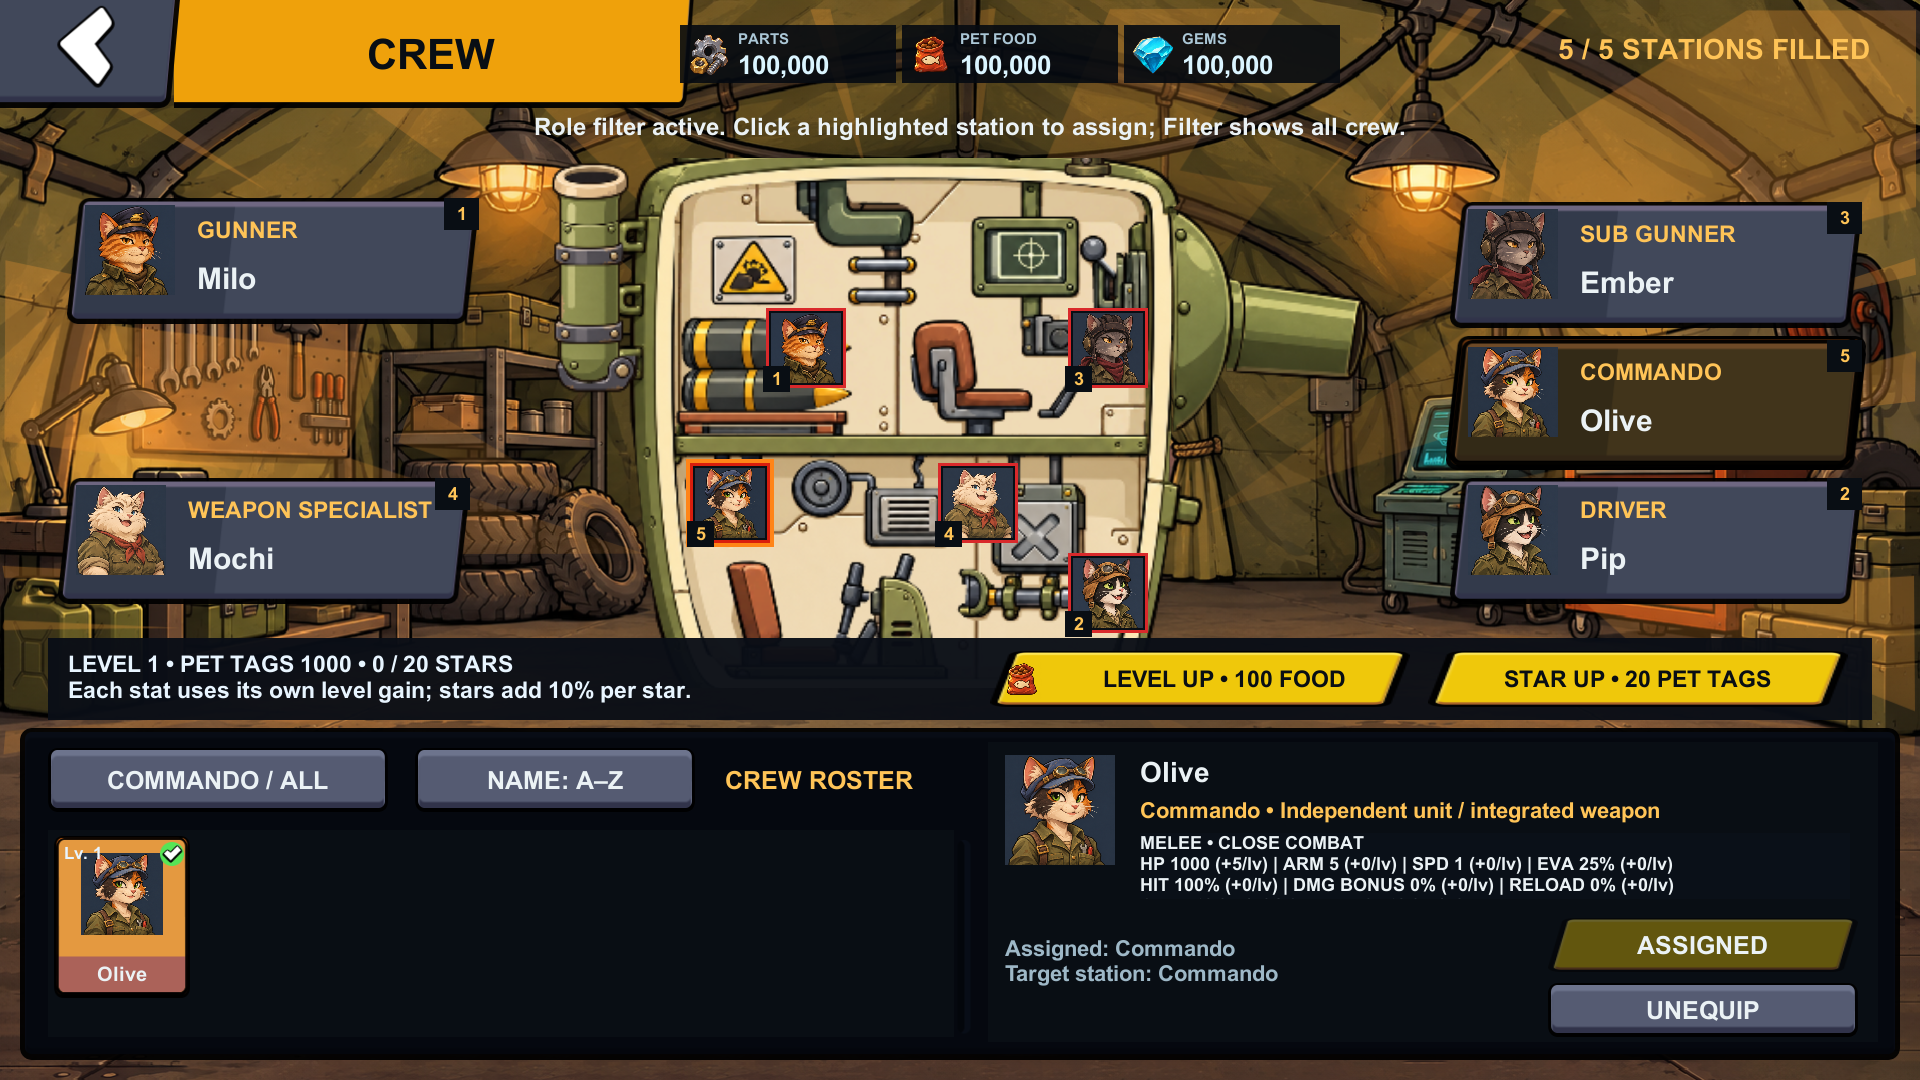 CREW
PARTS
100,000
PET FOOD
100,000
GEMS
100,000
5 / 5 STATIONS FILLED
Role filter active. Click a highlighted station to assign; Filter shows all crew.
GUNNER
Milo
1
SUB GUNNER
Ember
3
COMMANDO
Olive
5
WEAPON SPECIALIST
Mochi
4
DRIVER
Pip
2
1
3
5
4
2
LEVEL 1 • PET TAGS 1000 • 0 / 20 STARS
Each stat uses its own level gain; stars add 10% per star.
LEVEL UP • 100 FOOD
STAR UP • 20 PET TAGS
COMMANDO / ALL
NAME: A–Z
CREW ROSTER
Lv. 1
Olive
Olive
Commando • Independent unit / integrated weapon
MELEE • CLOSE COMBAT
HP 1000 (+5/lv) | ARM 5 (+0/lv) | SPD 1 (+0/lv) | EVA 25% (+0/lv)
HIT 100% (+0/lv) | DMG BONUS 0% (+0/lv) | RELOAD 0% (+0/lv)
Assigned: Commando
Target station: Commando
ASSIGNED
UNEQUIP